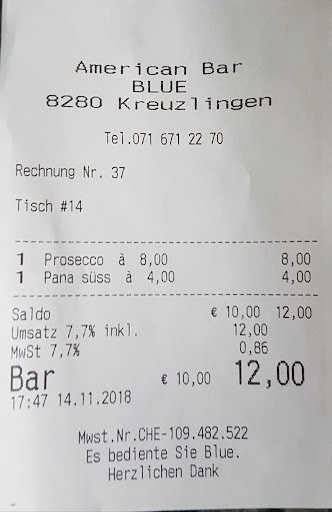 American Bar
BLUE
8280 Kreuzlingen
Tel.071 671 22 70
Rechnung Nr. 37
Tisch #14
1 Prosecco à 8,00 8,00
1 Pana süss à 4,00 4,00
Saldo € 10,00 12,00
Umsatz 7,7% inkl. 12,00
MwSt 7,7% 0,86
Bar € 10,00 12,00
17:47 14.11.2018
Mwst.Nr.CHE-109.482.522
Es bediente Sie Blue.
Herzlichen Dank